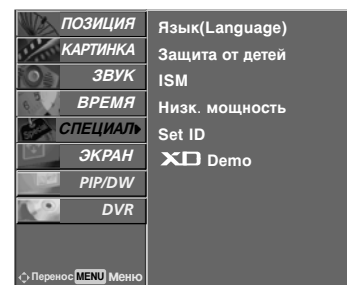 ПОЗИЦИЯ
КАРТИНКА
ЗВУК
ВРЕМЯ
СПЕЦИАЛ
ЭКРАН
PIP/DW
DVR
Перенос MENU Меню
Язык(Language)
Защита от детей
ISM
Низк. мощность
Set ID
XD Demo